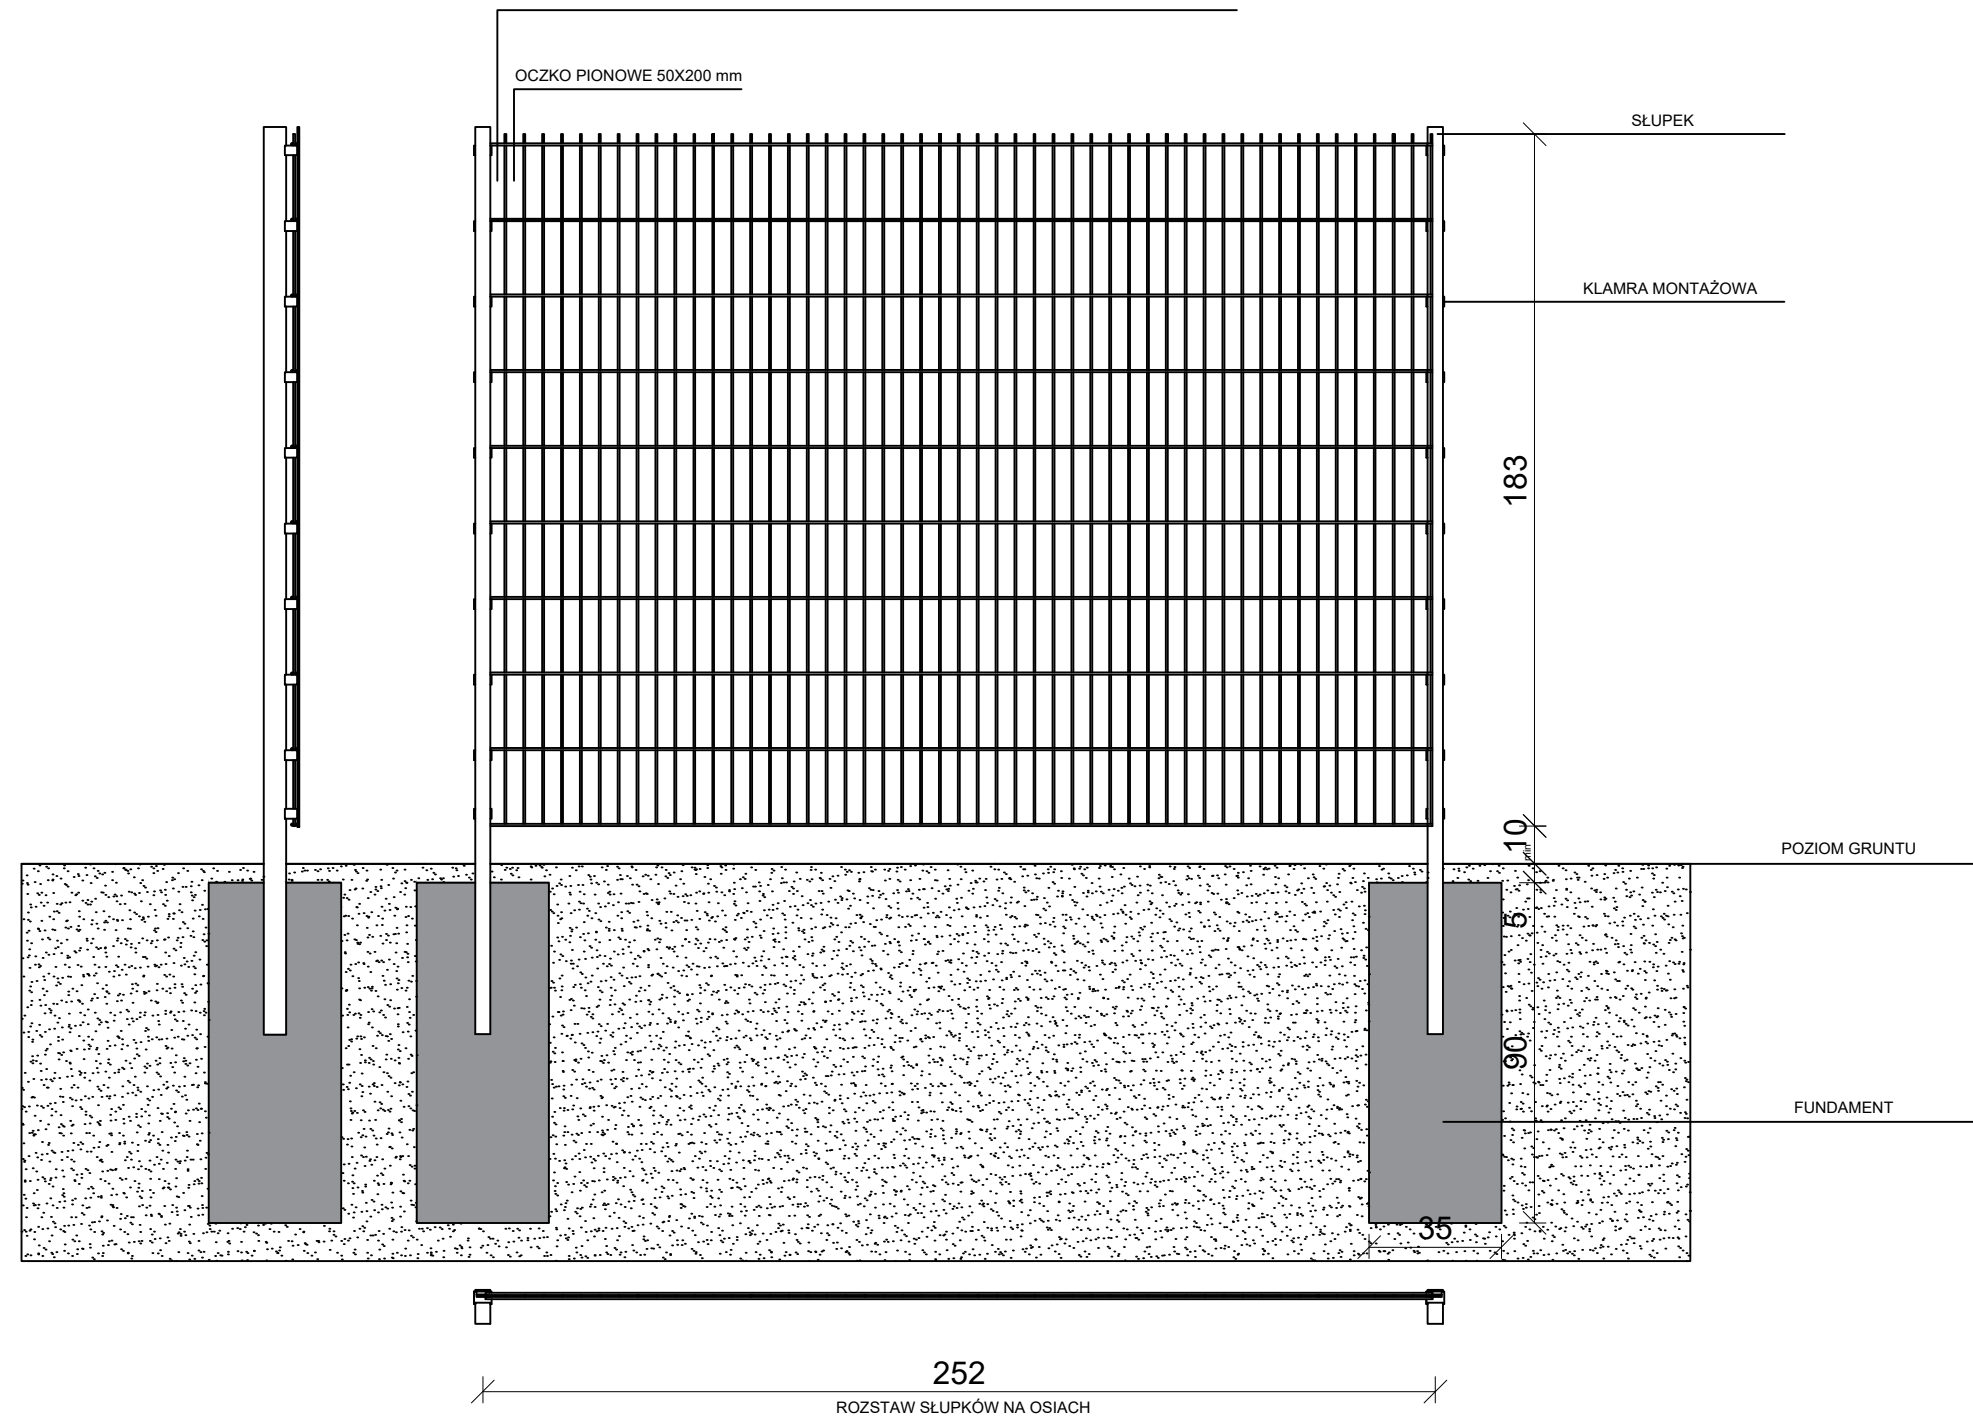 OCZKO PIONOWE 50X200 mm
SŁUPEK
KLAMRA MONTAŻOWA
183
10
min
POZIOM GRUNTU
5
90
FUNDAMENT
35
252
ROZSTAW SŁUPKÓW NA OSIACH